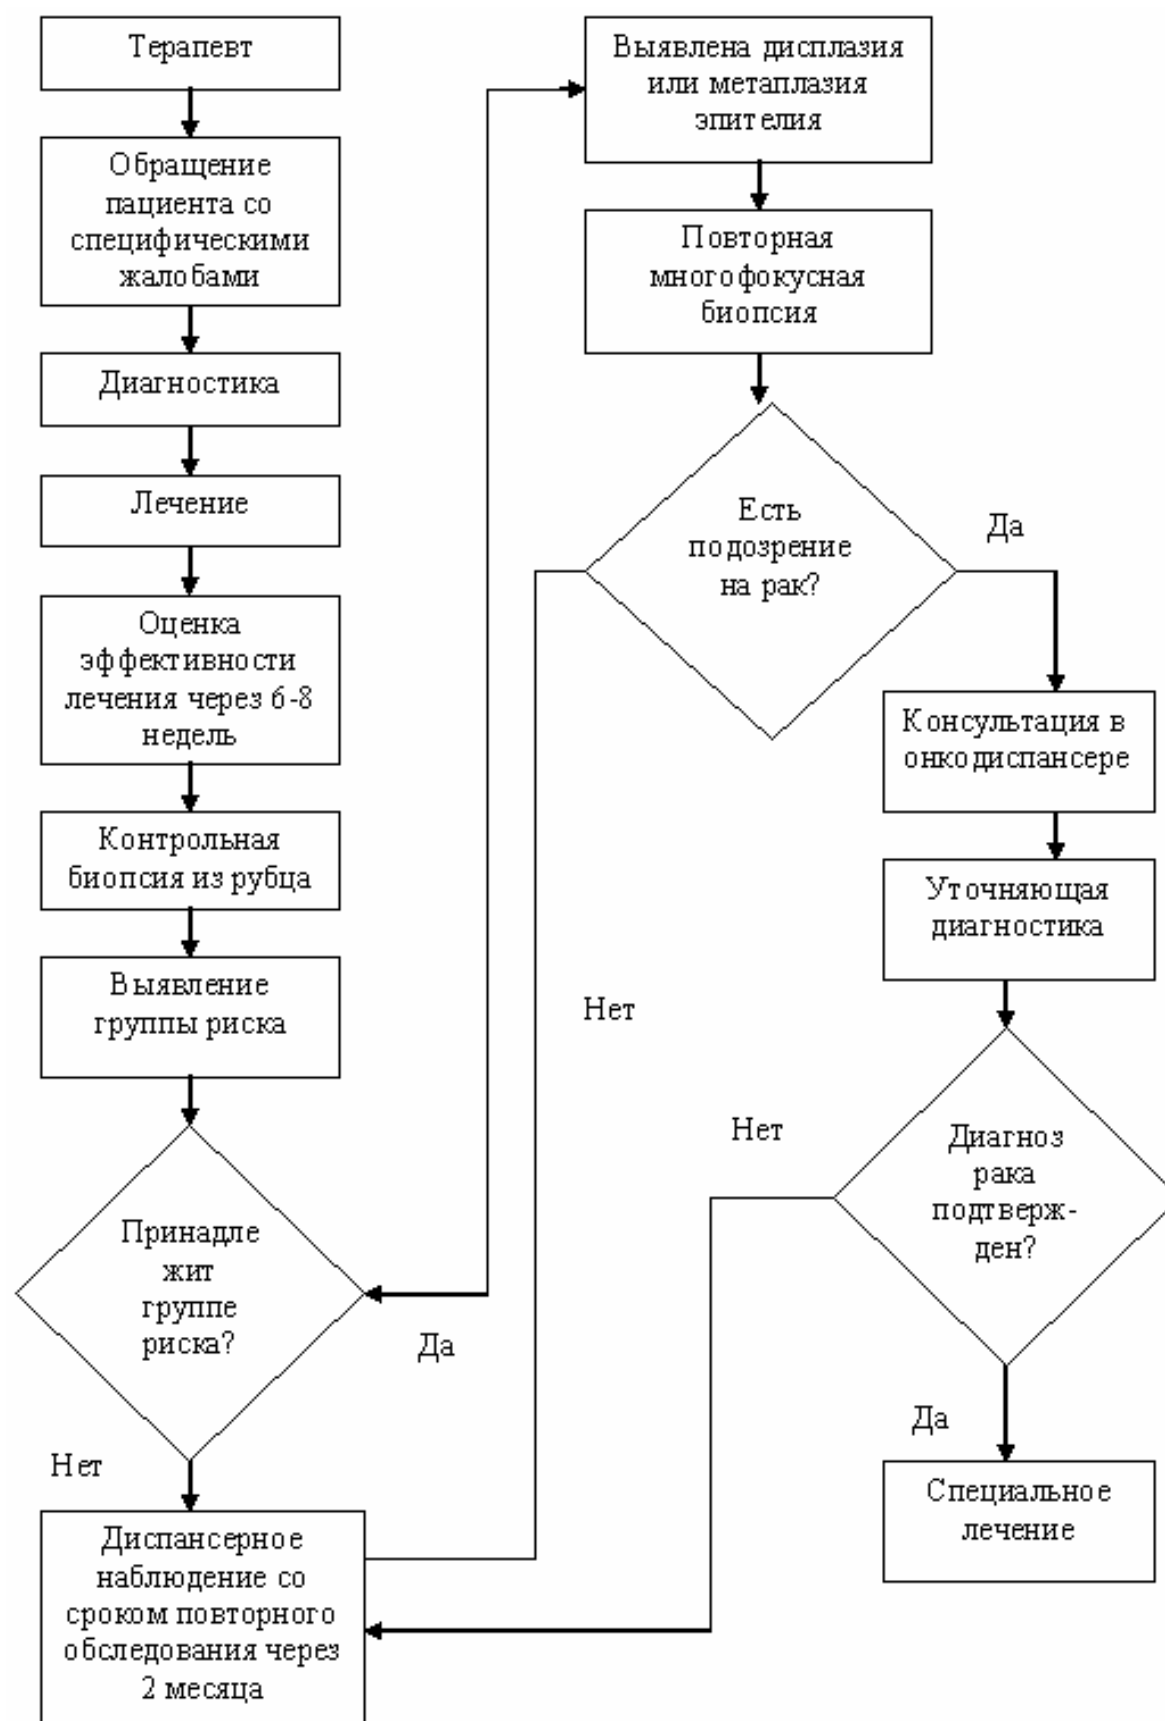 Терапевт
Обращение
пациента со
специфическими
жалобами
Диагностика
Лечение
Оценка
эффективности
лечения через 6-8
недель
Контрольная
биопсия из рубца
Выявление
группы риска
Принадле
жит
группе
риска?
Да
Нет
Диспансерное
наблюдение со
сроком повторного
обследования через
2 месяца
Выявлена дисплазия
или метаплазия
эпителия
Повторная
многофокусная
биопсия
Есть
подозрение
на рак?
Да
Нет
Консультация в
онкодиспансере
Уточняющая
диагностика
Диагноз
рака
подтверж-
ден?
Нет
Да
Специальное
лечение